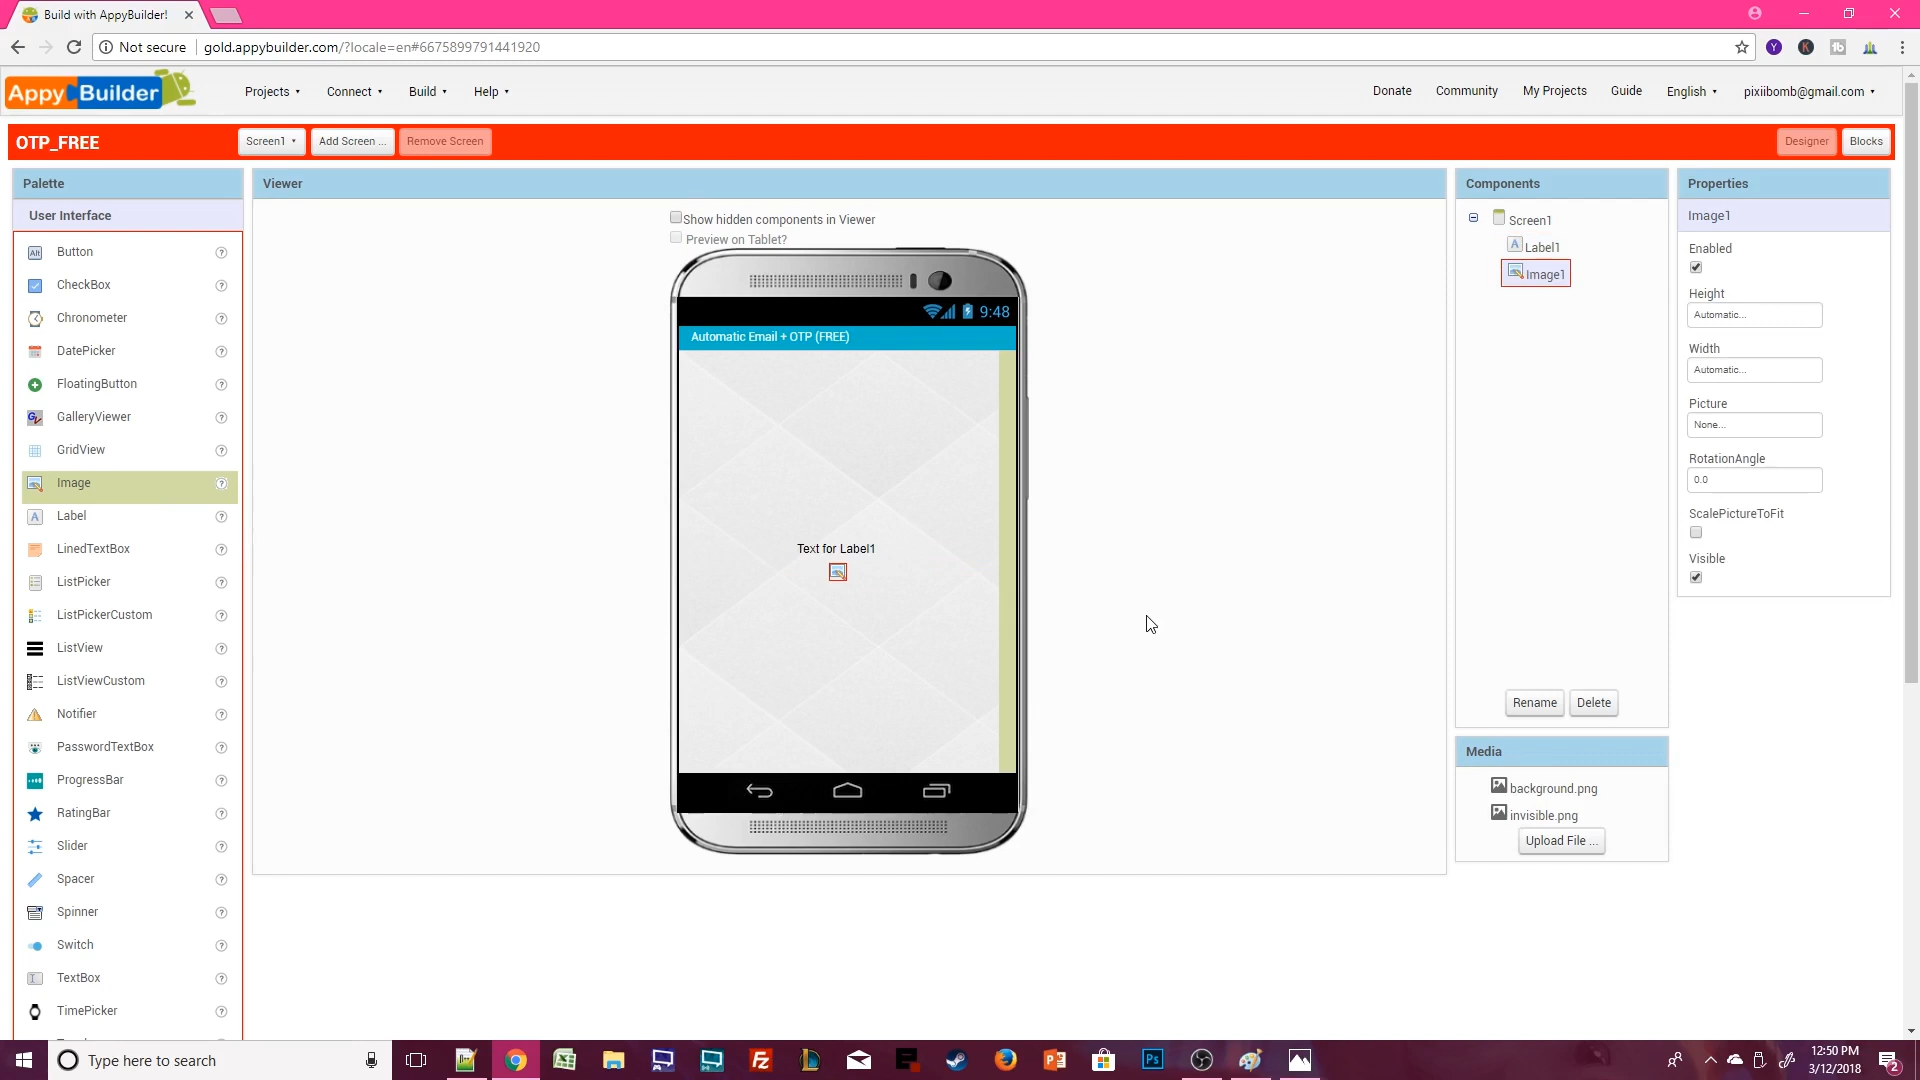 Build with AppyBuilder!
Not secure
gold.appybuilder.com/?locale=en#6675899791441920
Appy Builder
Projects
Connect
Build
Help
Donate
Community
My Projects
Guide
English
pixiibomb@gmail.com
OTP_FREE
Screen1
Add Screen ...
Remove Screen
Designer
Blocks
Palette
User Interface
Button
CheckBox
Chronometer
DatePicker
FloatingButton
GalleryViewer
GridView
Image
Label
LinedTextBox
ListPicker
ListPickerCustom
ListView
ListViewCustom
Notifier
PasswordTextBox
ProgressBar
RatingBar
Slider
Spacer
Spinner
Switch
TextBox
TimePicker
Viewer
Show hidden components in Viewer
Preview on Tablet?
9:48
Automatic Email + OTP (FREE)
Text for Label1
Components
Screen1
Label1
Image1
Rename
Delete
Media
background.png
invisible.png
Upload File ...
Properties
Image1
Enabled
Height
Automatic...
Width
Automatic...
Picture
None...
RotationAngle
0.0
ScalePictureToFit
Visible
Type here to search
12:50 PM
3/12/2018
2